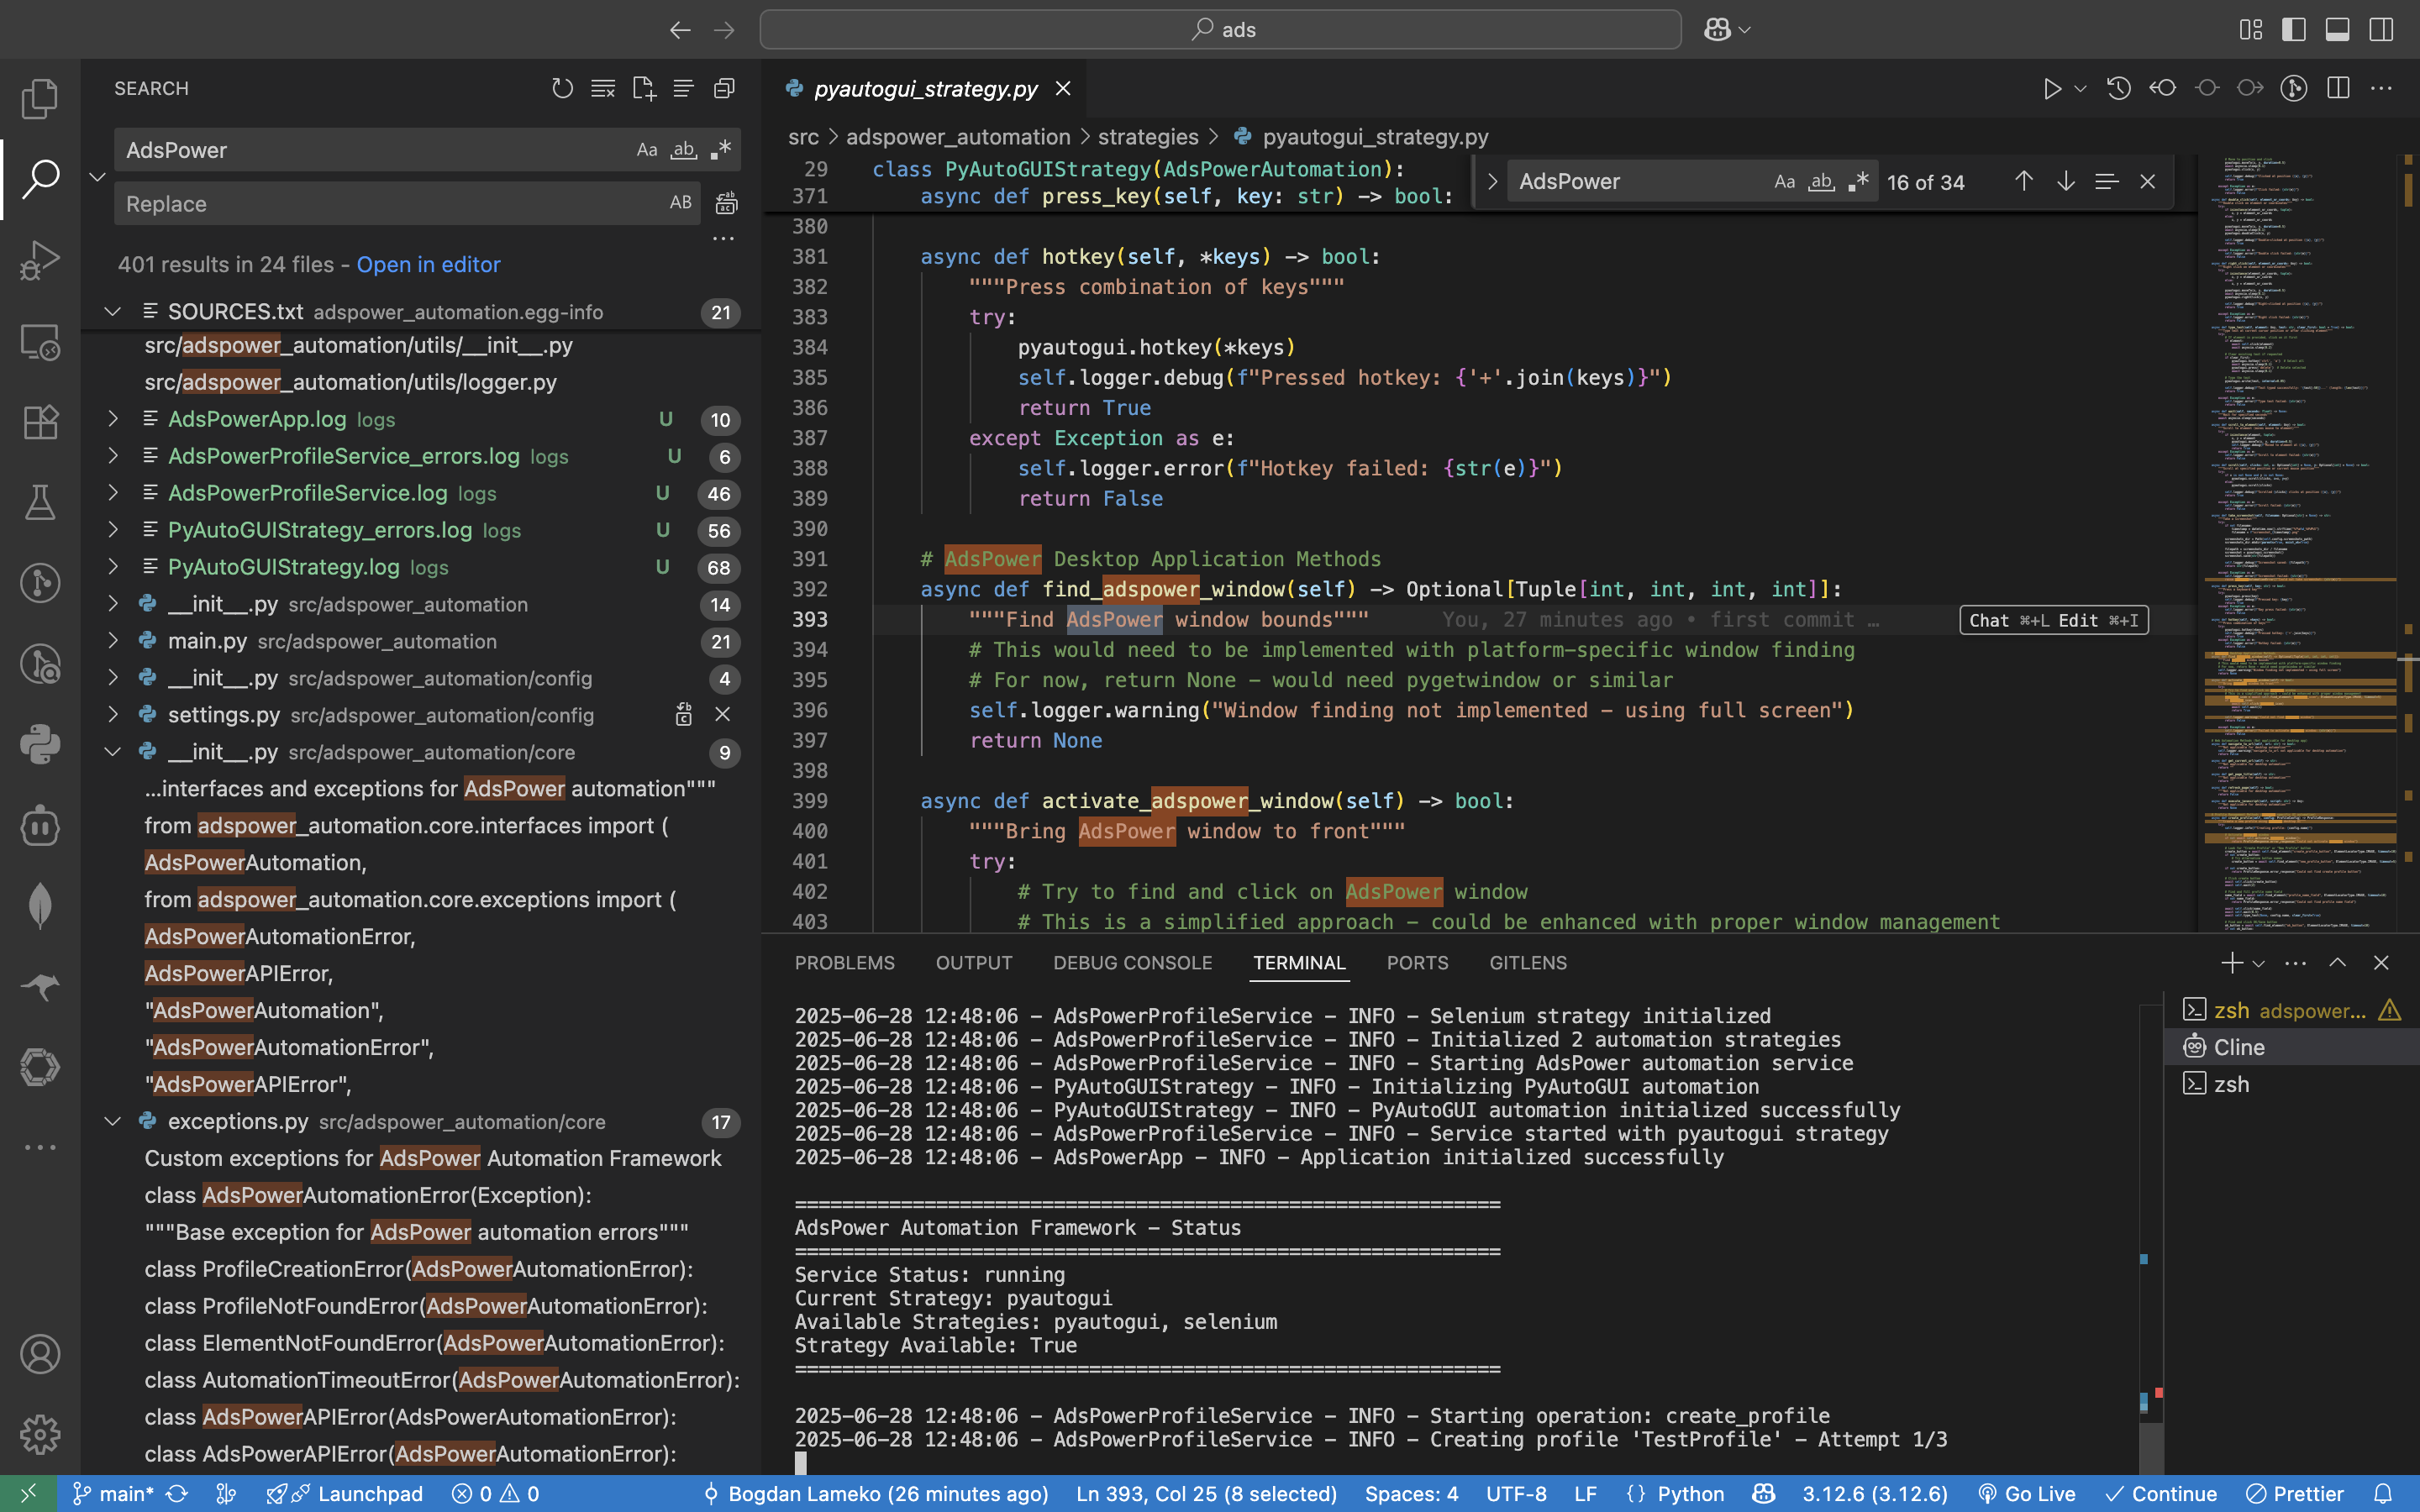 ads
SEARCH
AdsPower
Aa
ab
Replace
AB
401 results in 24 files - Open in editor
SOURCES.txt adspower_automation.egg-info 21
src/adspower_automation/utils/__init__.py
src/adspower_automation/utils/logger.py
AdsPowerApp.log logs U 10
AdsPowerProfileService_errors.log logs U 6
AdsPowerProfileService.log logs U 46
PyAutoGUIStrategy_errors.log logs U 56
PyAutoGUIStrategy.log logs U 68
__init__.py src/adspower_automation 14
main.py src/adspower_automation 21
__init__.py src/adspower_automation/config 4
settings.py src/adspower_automation/config
__init__.py src/adspower_automation/core 9
...interfaces and exceptions for AdsPower automation"""
from adspower_automation.core.interfaces import (
AdsPowerAutomation,
from adspower_automation.core.exceptions import (
AdsPowerAutomationError,
AdsPowerAPIError,
"AdsPowerAutomation",
"AdsPowerAutomationError",
"AdsPowerAPIError",
exceptions.py src/adspower_automation/core 17
Custom exceptions for AdsPower Automation Framework
class AdsPowerAutomationError(Exception):
"""Base exception for AdsPower automation errors"""
class ProfileCreationError(AdsPowerAutomationError):
class ProfileNotFoundError(AdsPowerAutomationError):
class ElementNotFoundError(AdsPowerAutomationError):
class AutomationTimeoutError(AdsPowerAutomationError):
class AdsPowerAPIError(AdsPowerAutomationError):
class AdsPowerAPIError(AdsPowerAutomationError):
pyautogui_strategy.py
src > adspower_automation > strategies > pyautogui_strategy.py
AdsPower Aa ab 16 of 34
29 class PyAutoGUIStrategy(AdsPowerAutomation):
371 async def press_key(self, key: str) -> bool:
380
381 async def hotkey(self, *keys) -> bool:
382 """Press combination of keys"""
383 try:
384 pyautogui.hotkey(*keys)
385 self.logger.debug(f"Pressed hotkey: {'+'.join(keys)}")
386 return True
387 except Exception as e:
388 self.logger.error(f"Hotkey failed: {str(e)}")
389 return False
390
391 # AdsPower Desktop Application Methods
392 async def find_adspower_window(self) -> Optional[Tuple[int, int, int, int]]:
393 """Find AdsPower window bounds""" You, 27 minutes ago • first commit …
Chat ⌘+L Edit ⌘+I
394 # This would need to be implemented with platform-specific window finding
395 # For now, return None - would need pygetwindow or similar
396 self.logger.warning("Window finding not implemented - using full screen")
397 return None
398
399 async def activate_adspower_window(self) -> bool:
400 """Bring AdsPower window to front"""
401 try:
402 # Try to find and click on AdsPower window
403 # This is a simplified approach - could be enhanced with proper window management
PROBLEMS OUTPUT DEBUG CONSOLE TERMINAL PORTS GITLENS
2025-06-28 12:48:06 - AdsPowerProfileService - INFO - Selenium strategy initialized
2025-06-28 12:48:06 - AdsPowerProfileService - INFO - Initialized 2 automation strategies
2025-06-28 12:48:06 - AdsPowerProfileService - INFO - Starting AdsPower automation service
2025-06-28 12:48:06 - PyAutoGUIStrategy - INFO - Initializing PyAutoGUI automation
2025-06-28 12:48:06 - PyAutoGUIStrategy - INFO - PyAutoGUI automation initialized successfully
2025-06-28 12:48:06 - AdsPowerProfileService - INFO - Service started with pyautogui strategy
2025-06-28 12:48:06 - AdsPowerApp - INFO - Application initialized successfully
============================================================
AdsPower Automation Framework - Status
============================================================
Service Status: running
Current Strategy: pyautogui
Available Strategies: pyautogui, selenium
Strategy Available: True
============================================================
2025-06-28 12:48:06 - AdsPowerProfileService - INFO - Starting operation: create_profile
2025-06-28 12:48:06 - AdsPowerProfileService - INFO - Creating profile 'TestProfile' - Attempt 1/3
zsh adspower...
Cline
zsh
main* Launchpad 0 0 Bogdan Lameko (26 minutes ago) Ln 393, Col 25 (8 selected) Spaces: 4 UTF-8 LF {} Python 3.12.6 (3.12.6) Go Live Continue Prettier